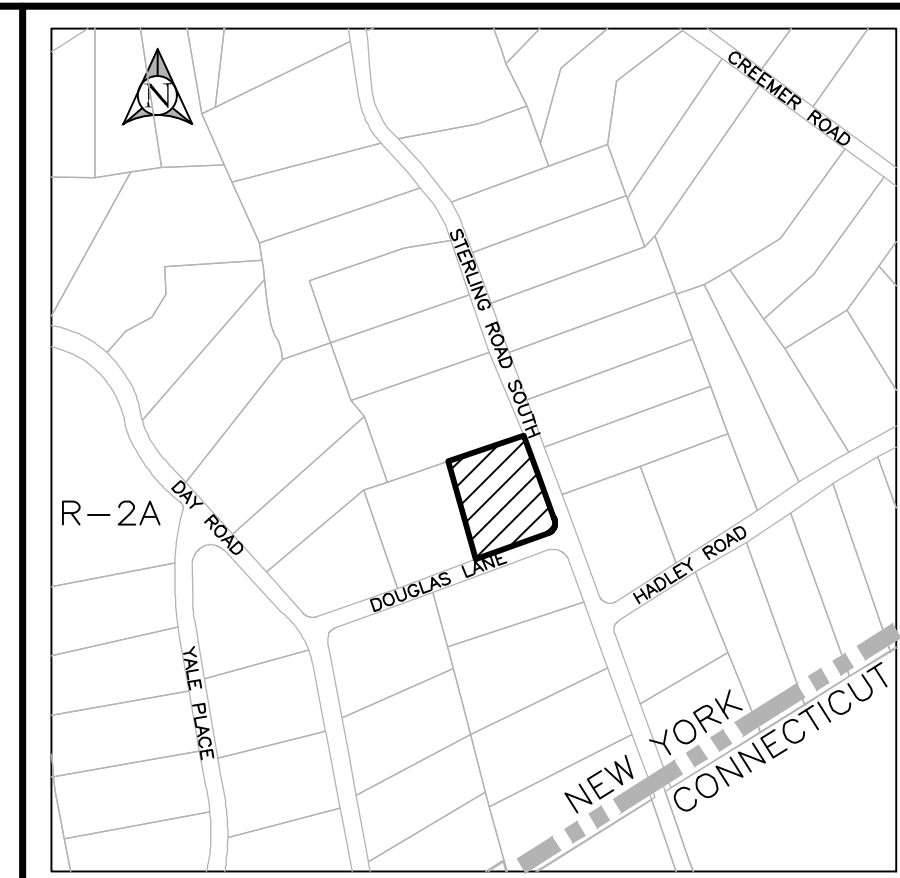 N
CREEMER ROAD
STERLING ROAD SOUTH
R-2A
DAY ROAD
DOUGLAS LANE
HADLEY ROAD
YALE PLACE
NEW YORK
CONNECTICUT